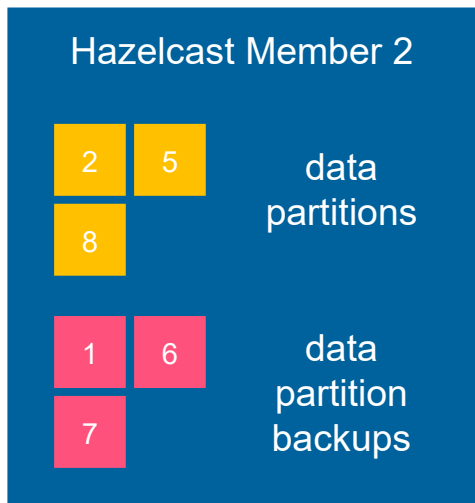 Hazelcast Member 2
2 5
data
partitions
8
1 6
data
partition
backups
7